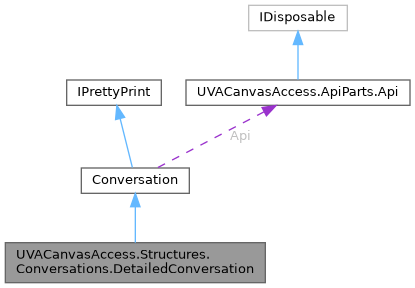 IDisposable
IPrettyPrint
UVACanvasAccess.ApiParts.Api
Api
Conversation
UVACanvasAccess.Structures.
Conversations.DetailedConversation